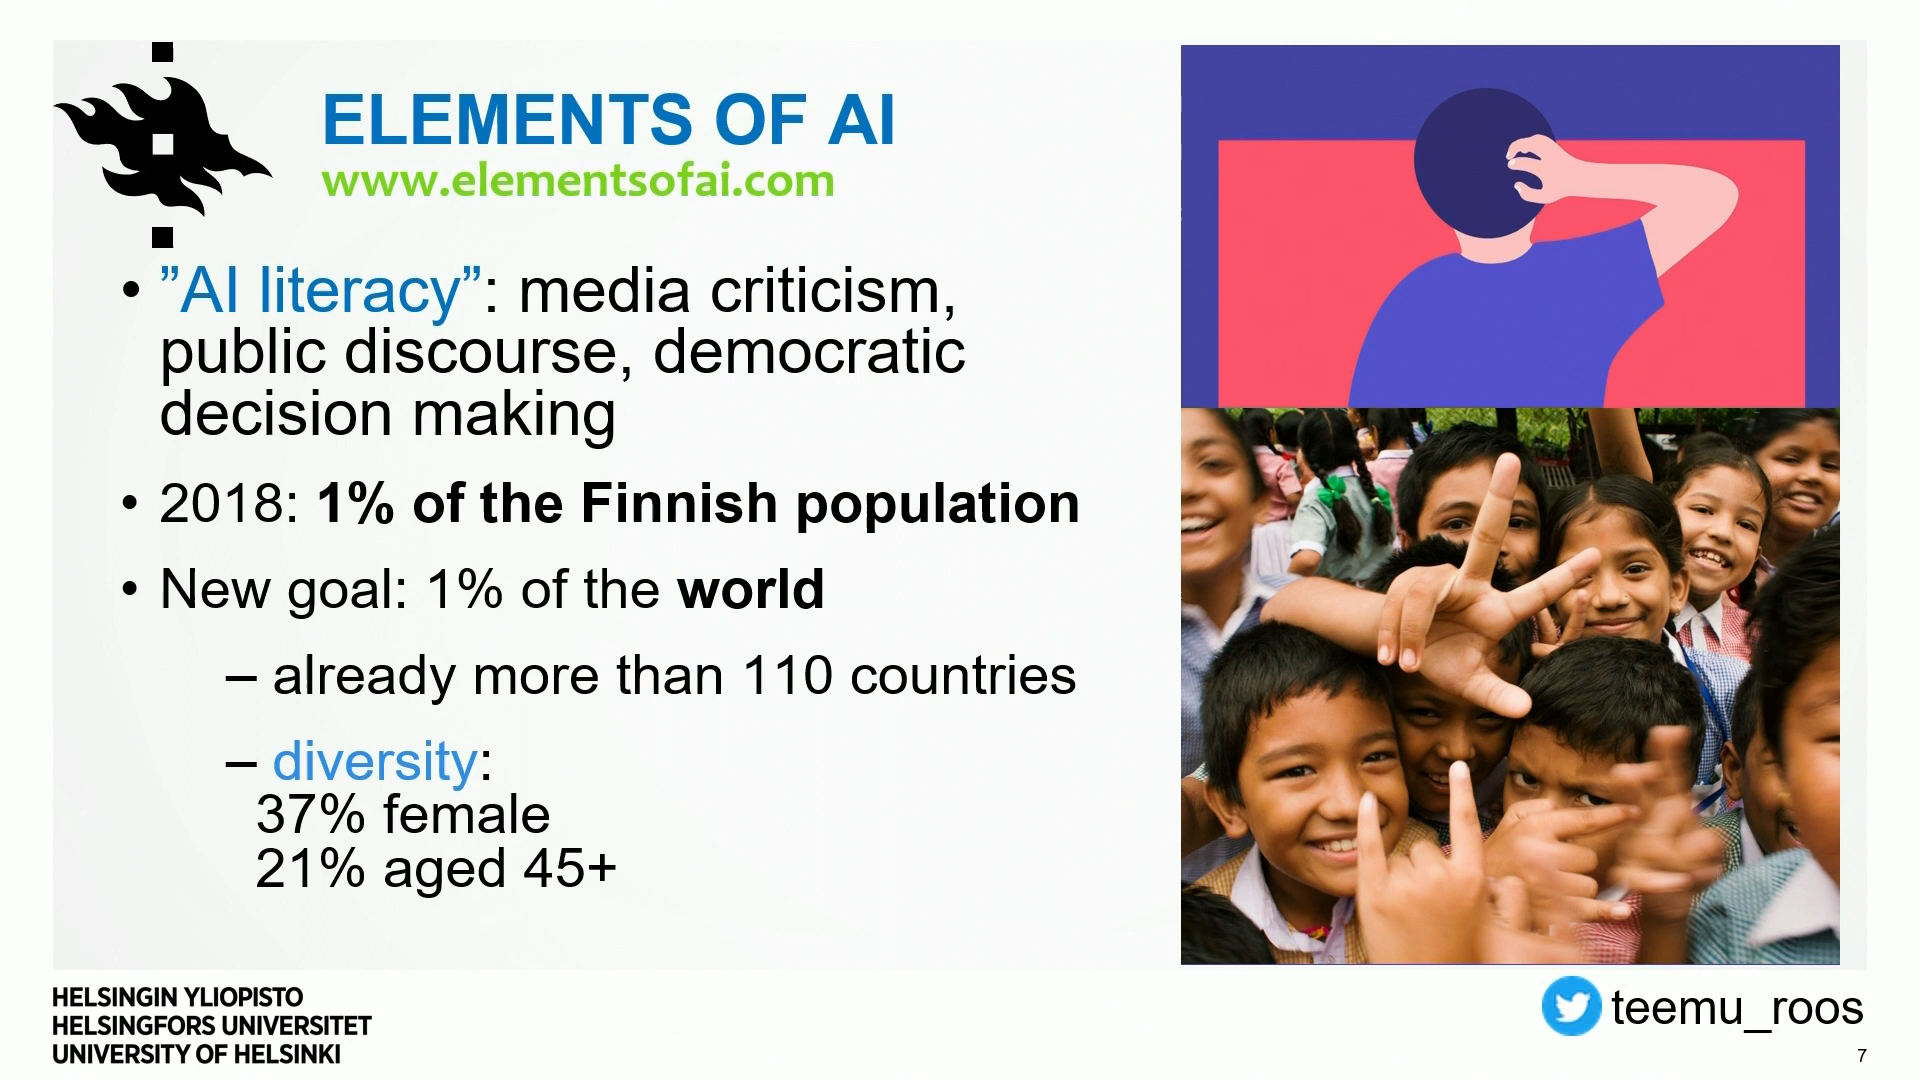 ELEMENTS OF AI
www.elementsofai.com
• ”AI literacy”: media criticism,
public discourse, democratic
decision making
• 2018: 1% of the Finnish population
• New goal: 1% of the world
– already more than 110 countries
– diversity:
37% female
21% aged 45+
HELSINGIN YLIOPISTO
HELSINGFORS UNIVERSITET
UNIVERSITY OF HELSINKI
teemu_roos
7